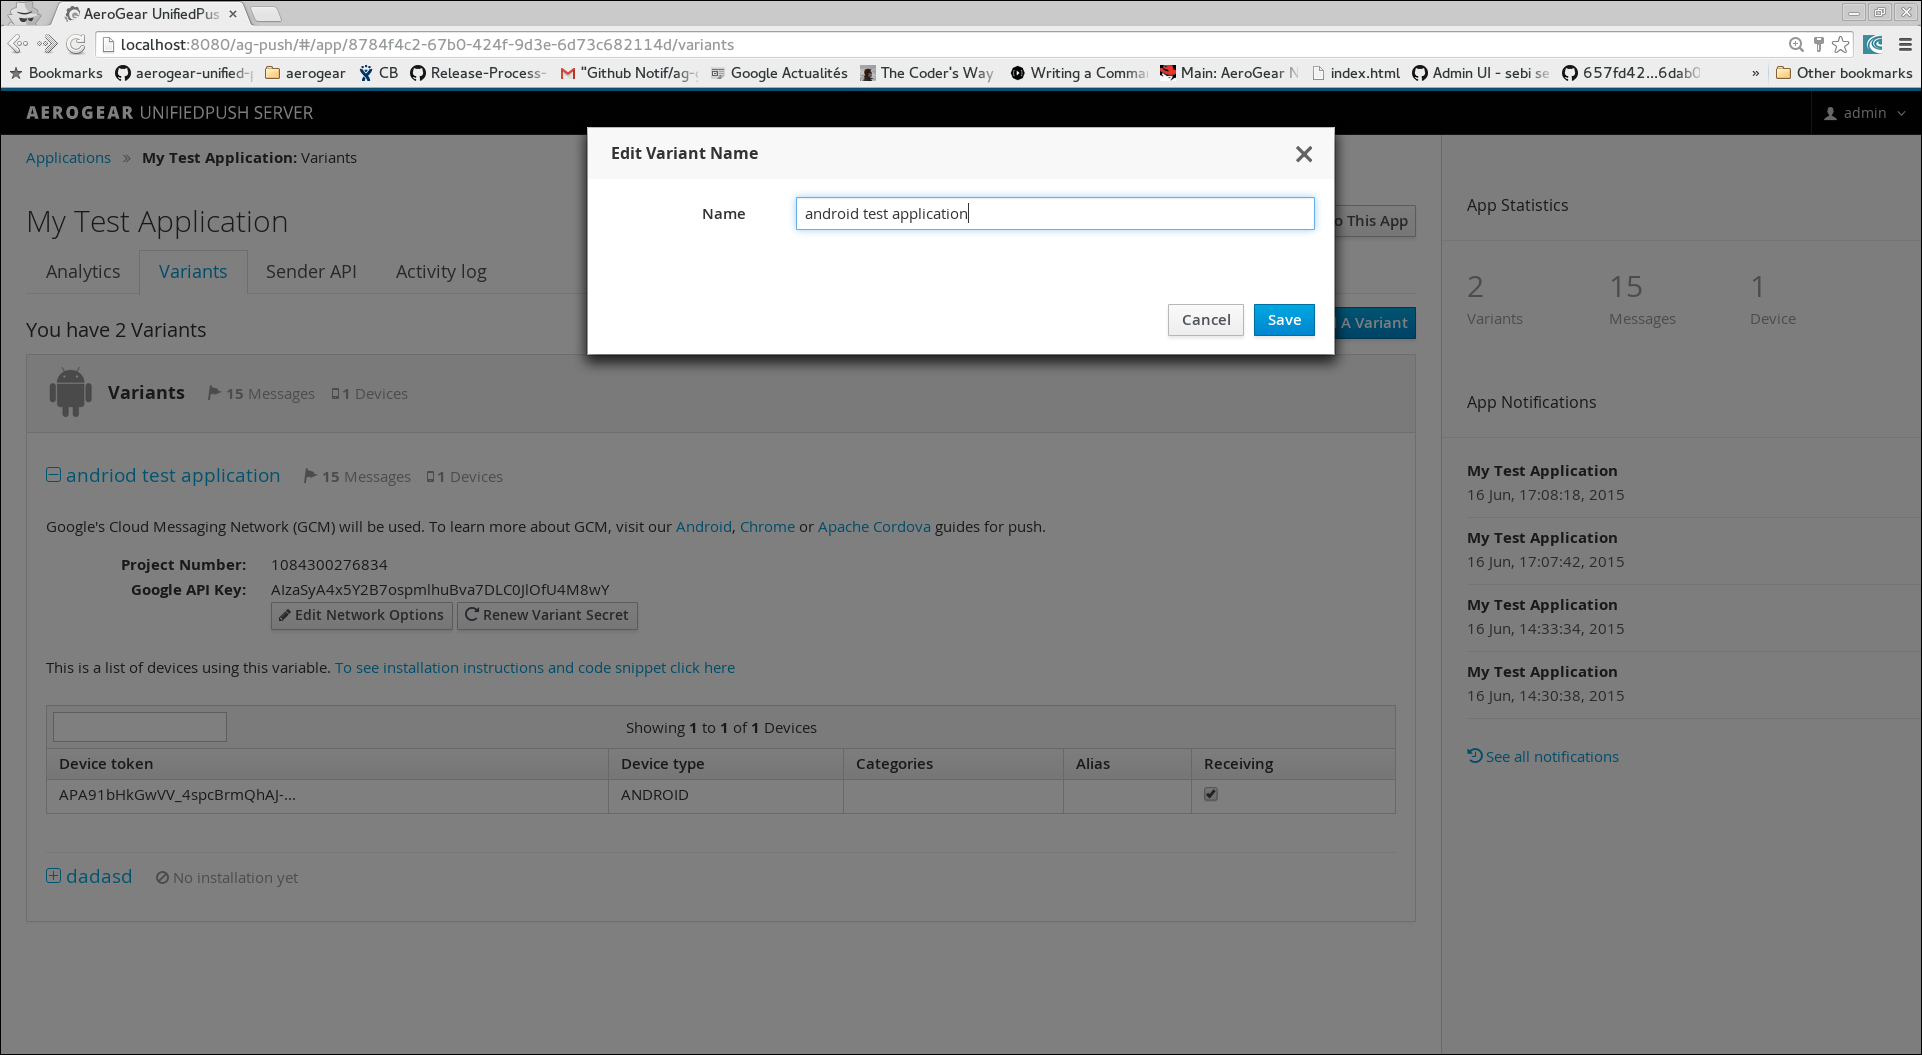 AeroGear UnifiedPus
localhost:8080/ag-push/#/app/8784f4c2-67b0-424f-9d3e-6d73c682114d/variants
Bookmarks aerogear-unified- aerogear CB Release-Process- "Github Notif/ag- Google Actualités The Coder's Way Writing a Comma Main: AeroGear N index.html Admin UI - sebi se 657fd42...6dab0 » Other bookmarks
AEROGEAR UNIFIEDPUSH SERVER
admin
Applications » My Test Application: Variants
Edit Variant Name
Name android test application
Cancel Save
My Test Application
o This App
Analytics Variants Sender API Activity log
You have 2 Variants
A Variant
Variants 15 Messages 1 Devices
andriod test application 15 Messages 1 Devices
Google's Cloud Messaging Network (GCM) will be used. To learn more about GCM, visit our Android, Chrome or Apache Cordova guides for push.
Project Number: 1084300276834
Google API Key: AIzaSyA4x5Y2B7ospmlhuBva7DLC0JlOfU4M8wY
Edit Network Options Renew Variant Secret
This is a list of devices using this variable. To see installation instructions and code snippet click here
Showing 1 to 1 of 1 Devices
Device token Device type Categories Alias Receiving
APA91bHkGwVV_4spcBrmQhAJ-... ANDROID
dadasd No installation yet
App Statistics
2 15 1
Variants Messages Device
App Notifications
My Test Application
16 Jun, 17:08:18, 2015
My Test Application
16 Jun, 17:07:42, 2015
My Test Application
16 Jun, 14:33:34, 2015
My Test Application
16 Jun, 14:30:38, 2015
See all notifications